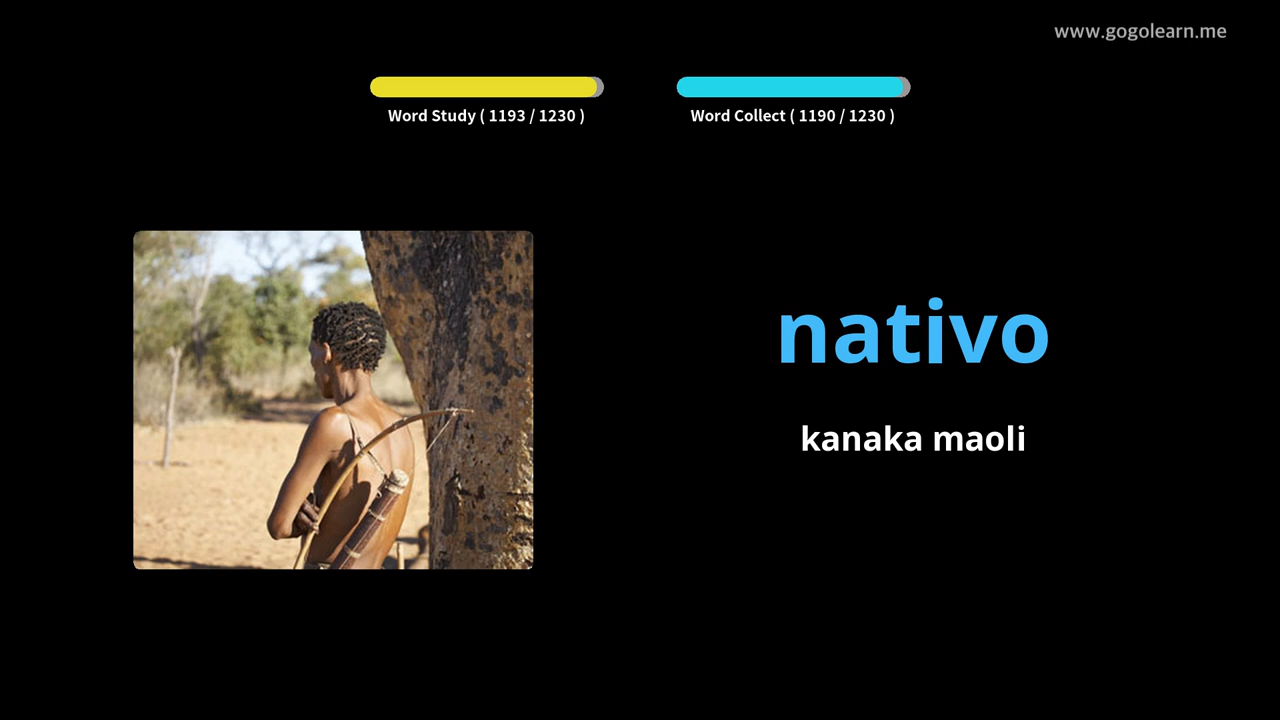 www.gogolearn.me
Word Study ( 1193 / 1230 )
Word Collect ( 1190 / 1230 )
nativo
kanaka maoli